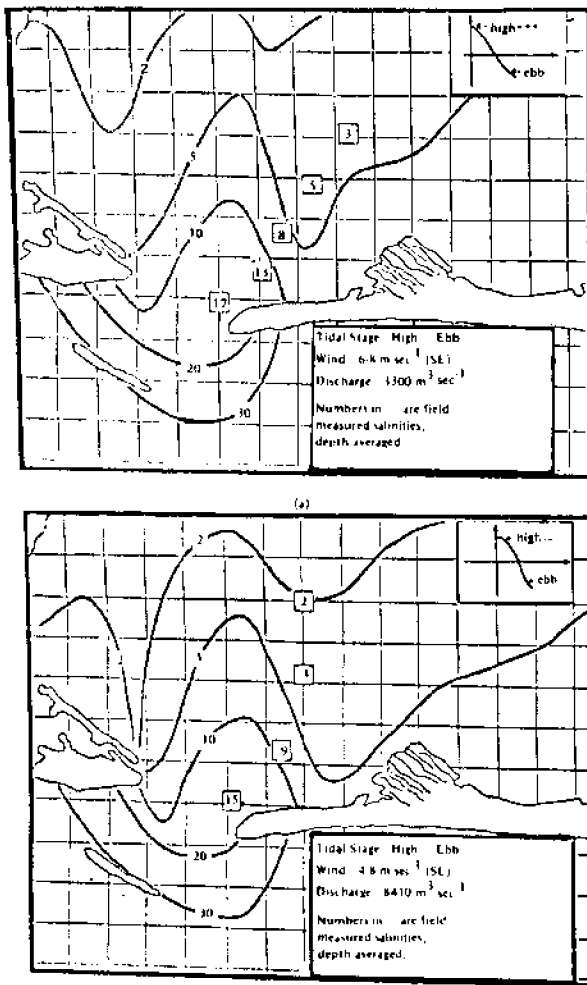 high
ebb
2
3
5
5
8
10
13
17
20
30
Tidal Stage High Ebb
Wind 6-8 m sec⁻¹ (SE)
Discharge 3300 m³ sec⁻¹
Numbers in are field
measured salinities,
depth averaged
(a)
high
ebb
2
2
5
10
9
15
20
30
Tidal Stage High Ebb
Wind 4-8 m sec⁻¹ (SE)
Discharge 8410 m³ sec⁻¹
Numbers in are field
measured salinities,
depth averaged.